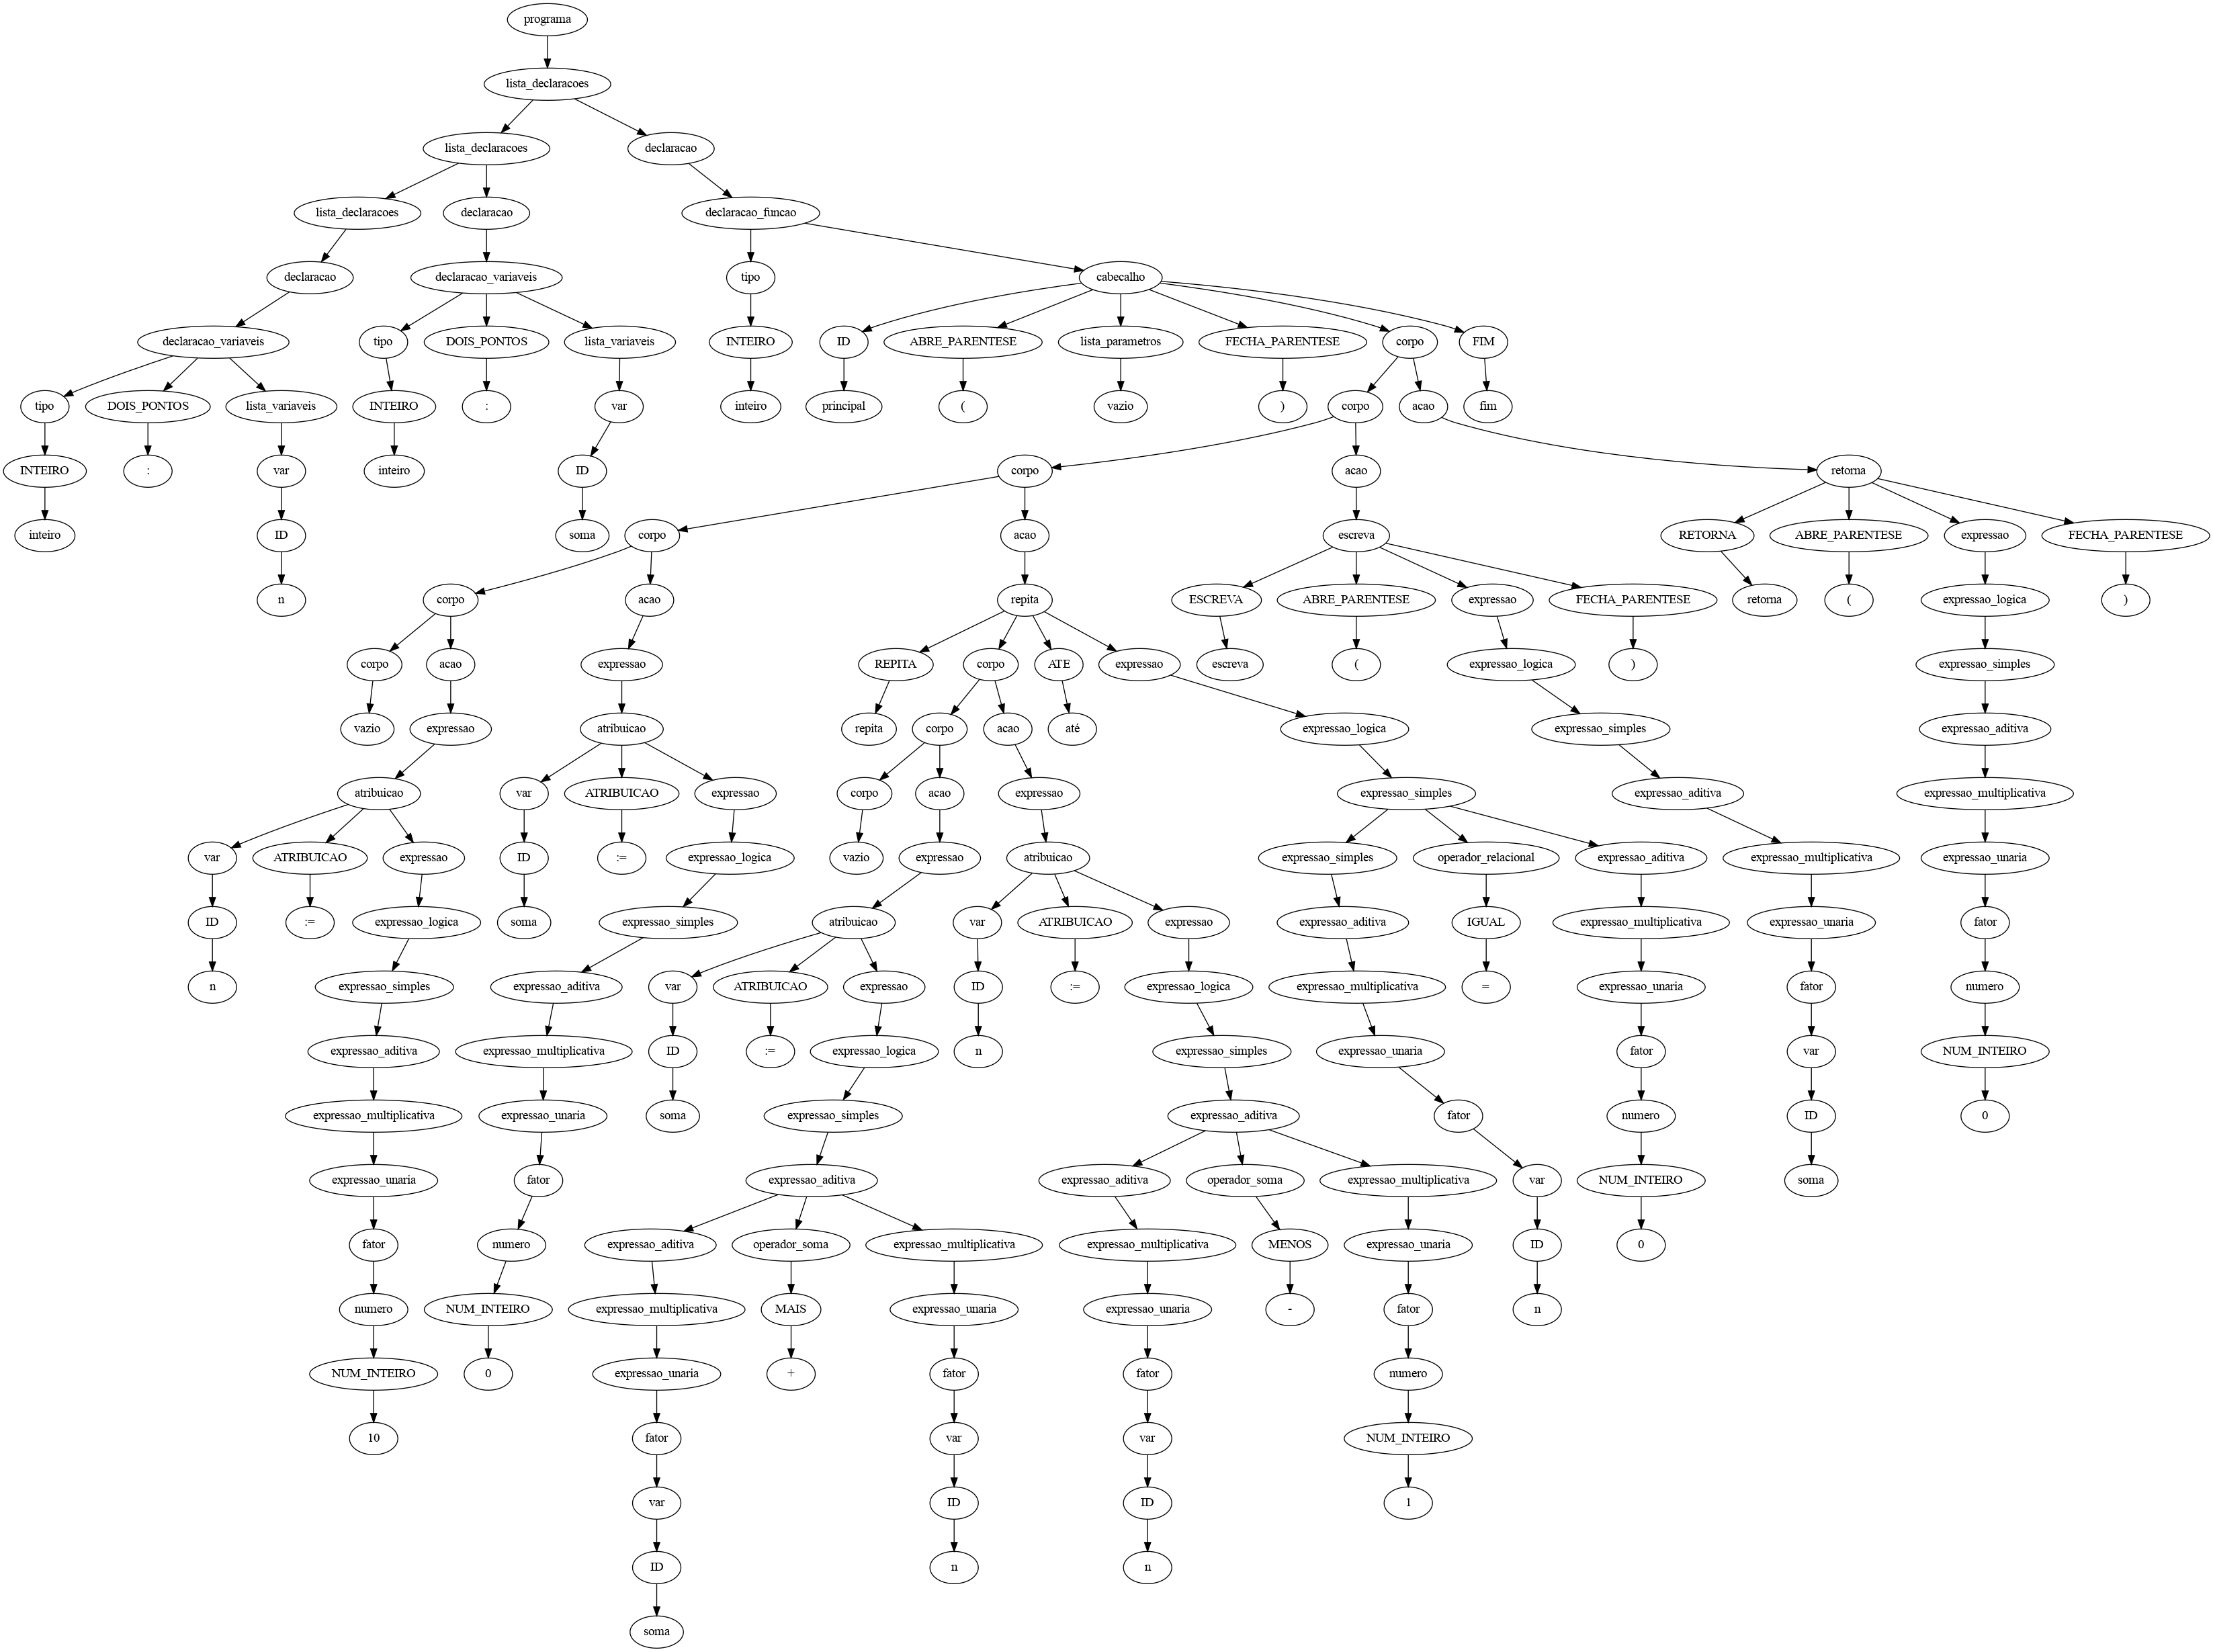 programa
lista_declaracoes
lista_declaracoes declaracao
lista_declaracoes declaracao declaracao_funcao
declaracao declaracao_variaveis tipo cabecalho
declaracao_variaveis tipo DOIS_PONTOS lista_variaveis INTEIRO ID ABRE_PARENTESE lista_parametros FECHA_PARENTESE corpo FIM
tipo DOIS_PONTOS lista_variaveis INTEIRO : var inteiro principal ( vazio ) corpo acao fim
INTEIRO : var inteiro ID corpo acao retorna
inteiro ID soma corpo acao escreva RETORNA ABRE_PARENTESE expressao FECHA_PARENTESE
n corpo acao repita ESCREVA ABRE_PARENTESE expressao FECHA_PARENTESE retorna ( expressao_logica )
corpo acao expressao REPITA corpo ATE expressao escreva ( expressao_logica ) expressao_simples
vazio expressao atribuicao repita corpo acao até expressao_logica expressao_simples expressao_aditiva
atribuicao var ATRIBUICAO expressao corpo acao expressao expressao_simples expressao_aditiva expressao_multiplicativa
var ATRIBUICAO expressao ID := expressao_logica vazio expressao atribuicao expressao_simples operador_relacional expressao_aditiva expressao_multiplicativa expressao_unaria
ID := expressao_logica soma expressao_simples atribuicao var ATRIBUICAO expressao expressao_aditiva IGUAL expressao_multiplicativa expressao_unaria fator
n expressao_simples expressao_aditiva var ATRIBUICAO expressao ID := expressao_logica expressao_multiplicativa = expressao_unaria fator numero
expressao_aditiva expressao_multiplicativa ID := expressao_logica n expressao_simples expressao_unaria fator var NUM_INTEIRO
expressao_multiplicativa expressao_unaria soma expressao_simples expressao_aditiva fator numero ID 0
expressao_unaria fator expressao_aditiva expressao_aditiva operador_soma expressao_multiplicativa var NUM_INTEIRO soma
fator numero expressao_aditiva operador_soma expressao_multiplicativa expressao_multiplicativa MENOS expressao_unaria ID 0
numero NUM_INTEIRO expressao_multiplicativa MAIS expressao_unaria expressao_unaria - fator n
NUM_INTEIRO 0 expressao_unaria + fator fator numero
10 fator var var NUM_INTEIRO
var ID ID 1
ID n n
soma